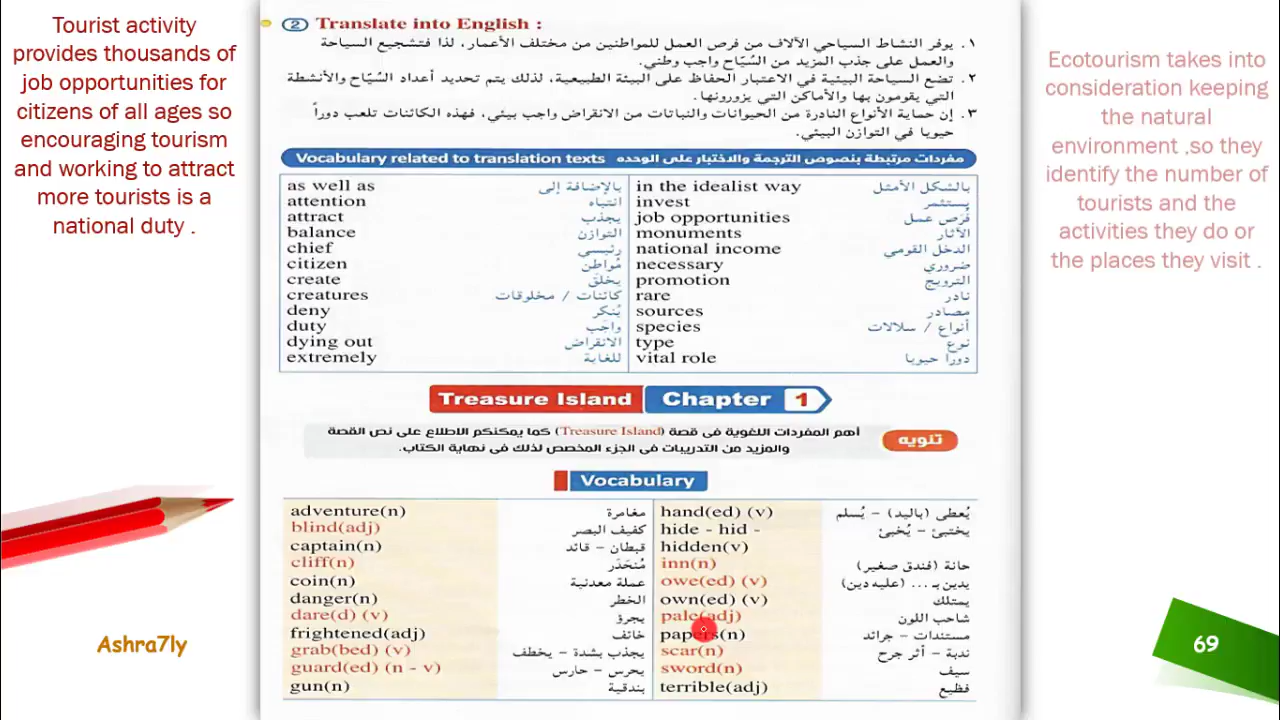 Tourist activity
provides thousands of
job opportunities for
citizens of all ages so
encouraging tourism
and working to attract
more tourists is a
national duty .
2 Translate into English :
١. يوفر النشاط السياحي الآلاف من فرص العمل للمواطنين من مختلف الأعمار، لذا فتشجيع السياحة
والعمل على جذب المزيد من السُيّاح واجب وطني.
٢. تضع السياحة البيئية في الاعتبار الحفاظ على البيئة الطبيعية، لذلك يتم تحديد أعداد السُيّاح والأنشطة
التي يقومون بها والأماكن التي يزورونها.
٣. إن حماية الأنواع النادرة من الحيوانات والنباتات من الانقراض واجب بيئي، فهذه الكائنات تلعب دوراً
حيويا في التوازن البيئي.
Vocabulary related to translation texts مفردات مرتبطة بنصوص الترجمة والاختبار على الوحده
as well as بالإضافة إلى
attention انتباه
attract يجذب
balance التوازن
chief رئيسي
citizen مُواطن
create يخلق
creatures كائنات / مخلوقات
deny يُنكر
duty واجب
dying out الانقراض
extremely للغاية
in the idealist way بالشكل الأمثل
invest يستثمر
job opportunities فُرَص عمل
monuments الآثار
national income الدخل القومي
necessary ضروري
promotion الترويج
rare نادر
sources مصادر
species أنواع / سلالات
type نوع
vital role دورا حيويا
Treasure Island Chapter 1
تنويه
أهم المفردات اللغوية فى قصة (Treasure Island) كما يمكنكم الاطلاع على نص القصة
والمزيد من التدريبات فى الجزء المخصص لذلك فى نهاية الكتاب.
Vocabulary
adventure(n) مغامرة
blind(adj) كفيف البصر
captain(n) قبطان – قائد
cliff(n) مُنحَدَر
coin(n) عملة معدنية
danger(n) الخطر
dare(d) (v) يجرؤ
frightened(adj) خائف
grab(bed) (v) يجذب بشدة – يخطف
guard(ed) (n - v) يحرس – حارس
gun(n) بندقية
hand(ed) (v) يُعطى (باليد) – يُسلم
hide - hid - يختبئ – يُخبئ
hidden(v)
inn(n) حانة (فندق صغير)
owe(ed) (v) يدين بـ ... (عليه دين)
own(ed) (v) يمتلك
pale(adj) شاحب اللون
papers(n) مستندات – جرائد
scar(n) ندبة – أثر جرح
sword(n) سيف
terrible(adj) فظيع
Ecotourism takes into
consideration keeping
the natural
environment ,so they
identify the number of
tourists and the
activities they do or
the places they visit .
Ashra7ly
69